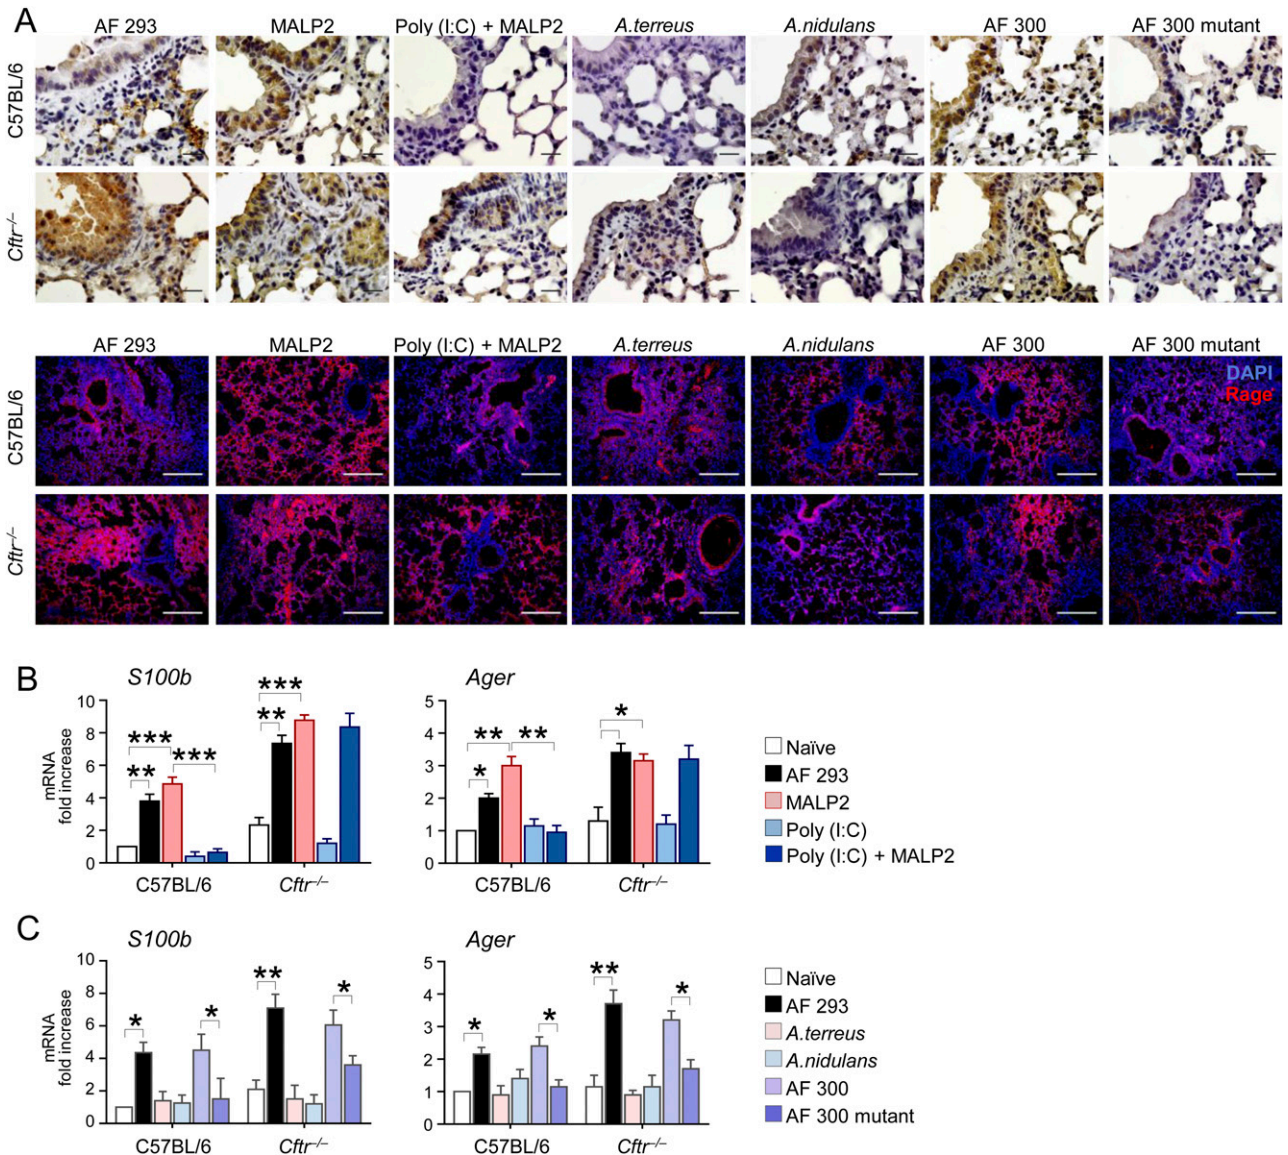 A
AF 293 MALP2 Poly (I:C) + MALP2 A.terreus A.nidulans AF 300 AF 300 mutant
C57BL/6
Cftr–/–
AF 293 MALP2 Poly (I:C) + MALP2 A.terreus A.nidulans AF 300 AF 300 mutant
C57BL/6
DAPI
Rage
Cftr–/–
B
S100b
mRNA
fold increase
10
8
6
4
2
0
*** ** ***
*** **
C57BL/6 Cftr–/–
Ager
5
4
3
2
1
0
** * **
*
C57BL/6 Cftr–/–
Naïve
AF 293
MALP2
Poly (I:C)
Poly (I:C) + MALP2
C
S100b
mRNA
fold increase
10
8
6
4
2
0
* * ** *
C57BL/6 Cftr–/–
Ager
5
4
3
2
1
0
* * ** *
C57BL/6 Cftr–/–
Naïve
AF 293
A.terreus
A.nidulans
AF 300
AF 300 mutant